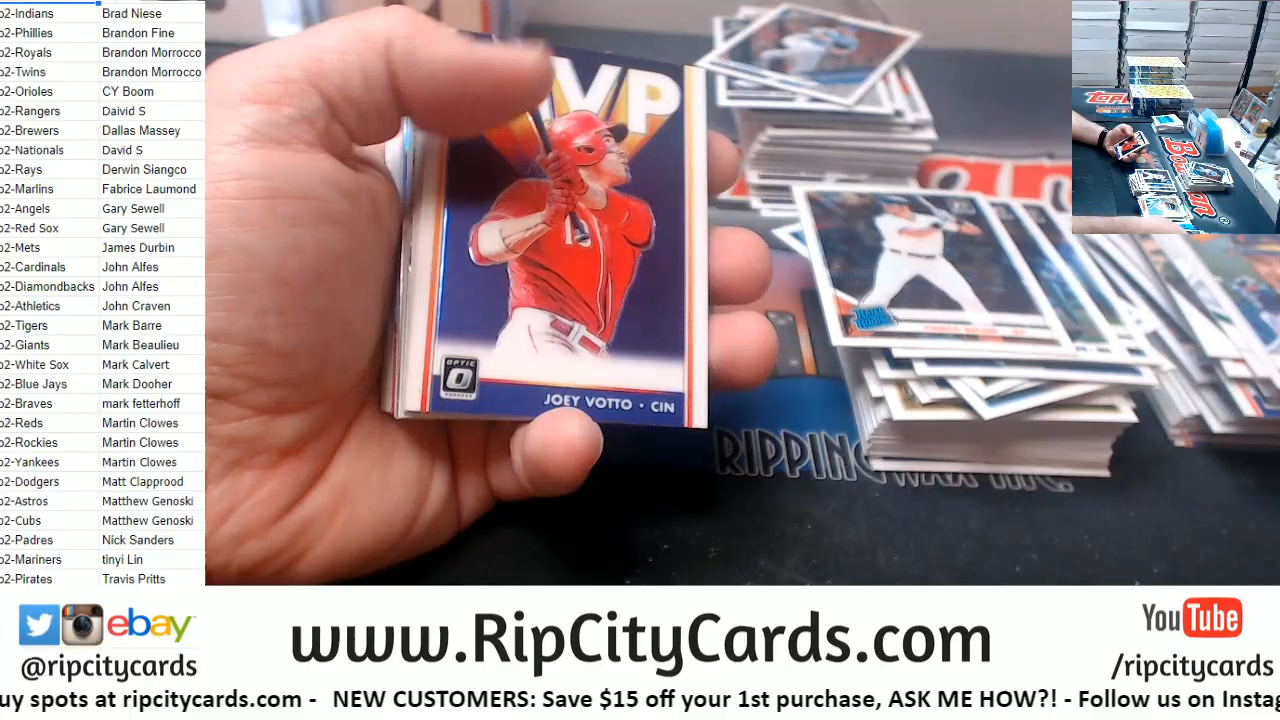 o2-Indians Brad Niese
o2-Phillies Brandon Fine
o2-Royals Brandon Morrocco
o2-Twins Brandon Morrocco
o2-Orioles CY Boom
o2-Rangers Daivid S
o2-Brewers Dallas Massey
o2-Nationals David S
o2-Rays Derwin Siangco
o2-Marlins Fabrice Laumond
o2-Angels Gary Sewell
o2-Red Sox Gary Sewell
o2-Mets James Durbin
o2-Cardinals John Alfes
o2-Diamondbacks John Alfes
o2-Athletics John Craven
o2-Tigers Mark Barre
o2-Giants Mark Beaulieu
o2-White Sox Mark Calvert
o2-Blue Jays Mark Dooher
o2-Braves mark fetterhoff
o2-Reds Martin Clowes
o2-Rockies Martin Clowes
o2-Yankees Martin Clowes
o2-Dodgers Matt Clapprood
o2-Astros Matthew Genoski
o2-Cubs Matthew Genoski
o2-Padres Nick Sanders
o2-Mariners tinyi Lin
o2-Pirates Travis Pritts
VP
OPTIC
JOEY VOTTO • CIN
RIPPING WAX INC.
topps
ebay
@ripcitycards
www.RipCityCards.com
YouTube
/ripcitycards
buy spots at ripcitycards.com - NEW CUSTOMERS: Save $15 off your 1st purchase, ASK ME HOW?! - Follow us on Instag